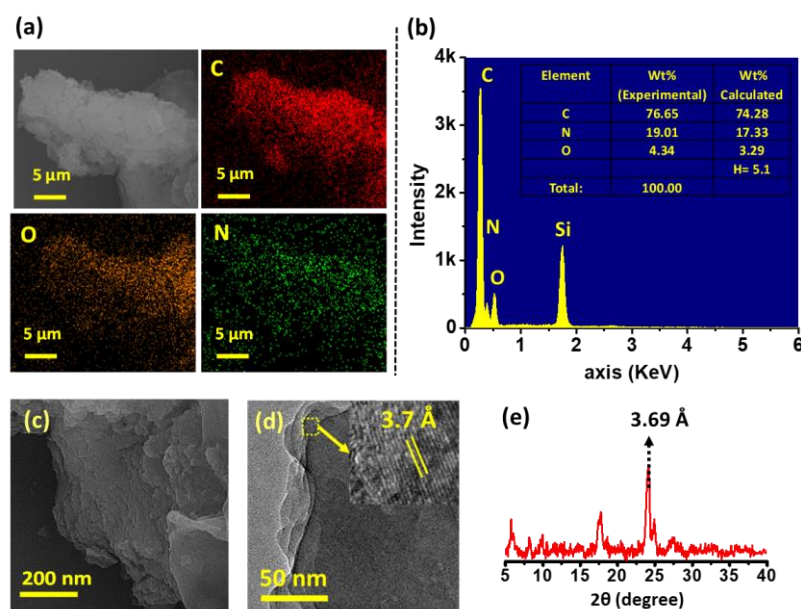 (a)
C
5 µm
5 µm
O
N
5 µm
5 µm
(b)
4k
3k
2k
1k
0
Intensity
C
N
O
Si
Element Wt% (Experimental) Wt% Calculated
C 76.65 74.28
N 19.01 17.33
O 4.34 3.29
H= 5.1
Total: 100.00
0 1 2 3 4 5 6
axis (KeV)
(c)
200 nm
(d)
3.7 Å
50 nm
(e)
3.69 Å
5 10 15 20 25 30 35 40
2θ (degree)